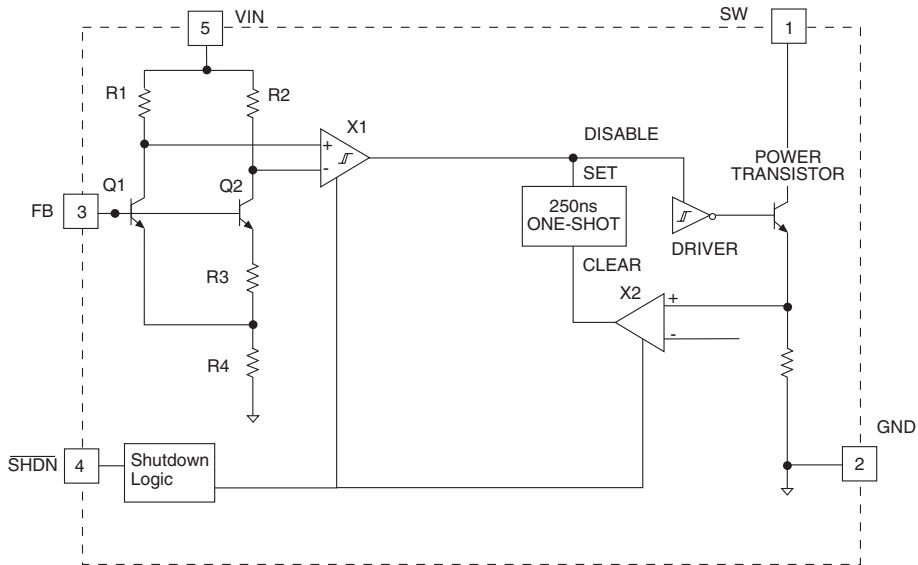 5
VIN
SW
1
R1
R2
X1
+
-
DISABLE
SET
POWER
TRANSISTOR
Q1
Q2
FB
3
250ns
ONE-SHOT
DRIVER
CLEAR
R3
X2
+
-
R4
GND
SHDN
4
Shutdown
Logic
2